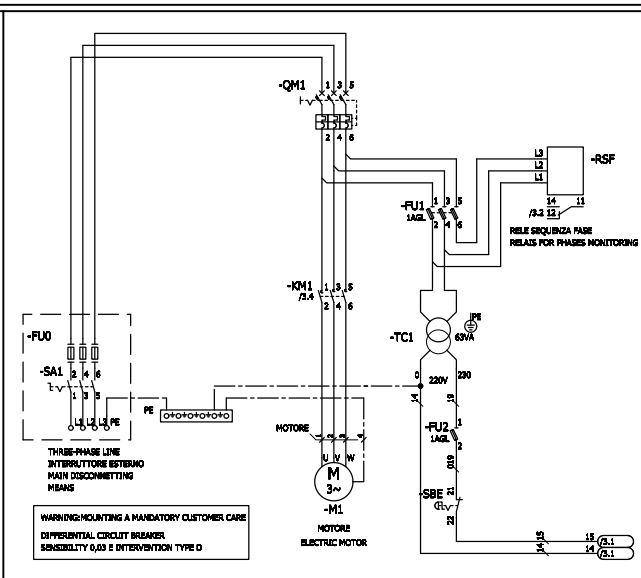 -QM1
1 3 5
2 4 6
L3
L2
L1
-RSF
14 11
/3.2 12
RELE SEQUENZA FASE
RELAIS FOR PHASES MONITORING
-FU1
1AGL
1 3 5
2 4 6
-KM1
/3.4
1 3 5
2 4 6
PE
63VA
-TC1
0 220V 230
14 19
-FU0
-SA1
2 4 6
1 3 5
L1 L2 L3 PE
PE
THREE-PHASE LINE
INTERRUTTORE ESTERNO
MAIN DISCONNETTING
MEANS
MOTORE
1 2 3 4
U V W
M
3~
-M1
MOTORE
ELECTRIC MOTOR
-FU2
1AGL
1
2
019
-SBE
21
22
15 15 /3.1
14 14 /3.1
WARNING:MOUNTING A MANDATORY CUSTOMER CARE
DIFFERENTIAL CIRCUIT BREAKER
SENSIBILITY 0,03 E INTERVENTION TYPE D